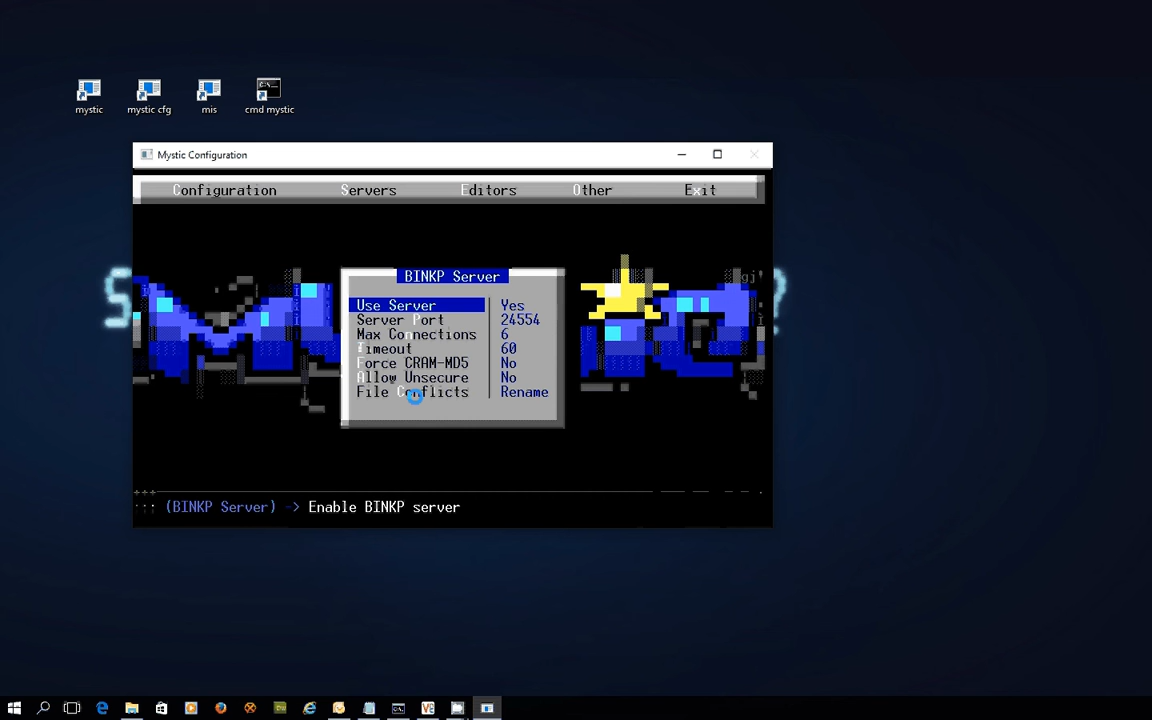 mystic
mystic cfg
mis
cmd mystic
Mystic Configuration
Configuration Servers Editors Other Exit
BINKP Server
Use Server Yes
Server Port 24554
Max Connections 6
Timeout 60
Force CRAM-MD5 No
Allow Unsecure No
File Conflicts Rename
gj!
S
?
(BINKP Server) -> Enable BINKP server